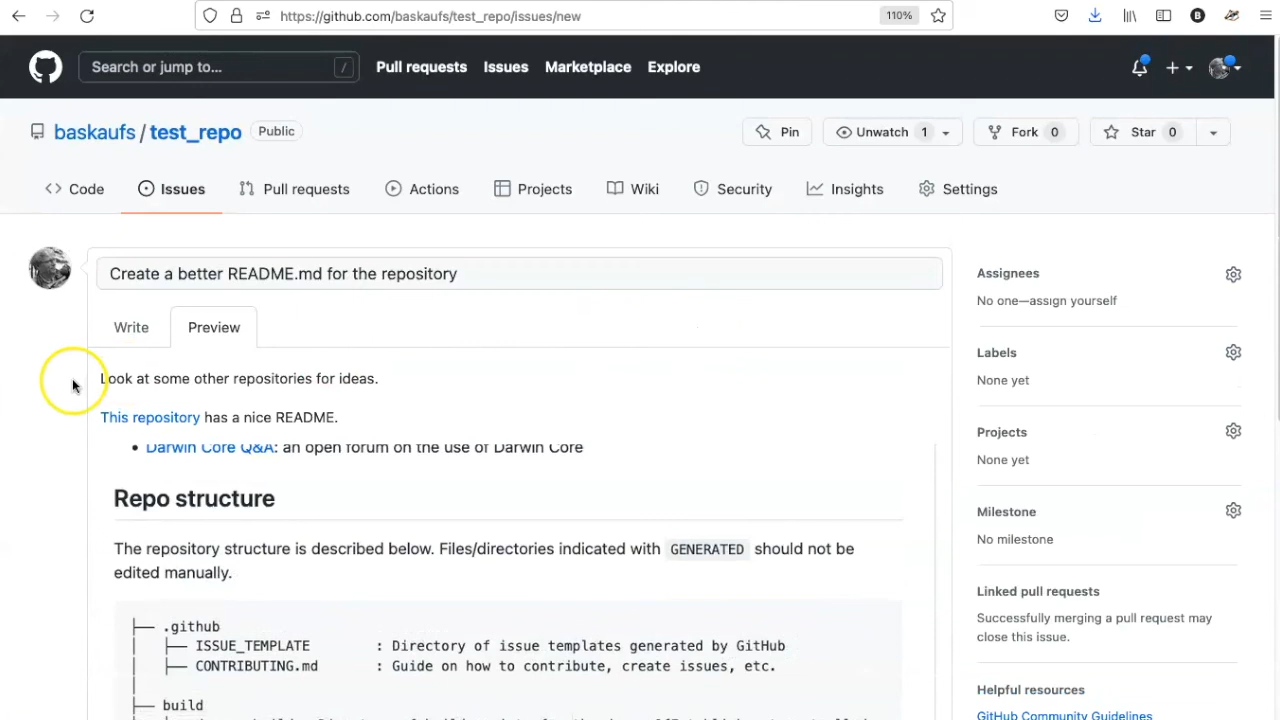 https://github.com/baskaufs/test_repo/issues/new
110%
B
Search or jump to...
/
Pull requests
Issues
Marketplace
Explore
baskaufs / test_repo
Public
Pin
Unwatch 1
Fork 0
Star 0
Code
Issues
Pull requests
Actions
Projects
Wiki
Security
Insights
Settings
Create a better README.md for the repository
Write
Preview
Look at some other repositories for ideas.
This repository has a nice README.
• Darwin Core Q&A: an open forum on the use of Darwin Core
Repo structure
The repository structure is described below. Files/directories indicated with GENERATED should not be
edited manually.
├── .github
│   ├── ISSUE_TEMPLATE : Directory of issue templates generated by GitHub
│   ├── CONTRIBUTING.md : Guide on how to contribute, create issues, etc.
│
├── build
Assignees
No one—assign yourself
Labels
None yet
Projects
None yet
Milestone
No milestone
Linked pull requests
Successfully merging a pull request may
close this issue.
Helpful resources
GitHub Community Guidelines